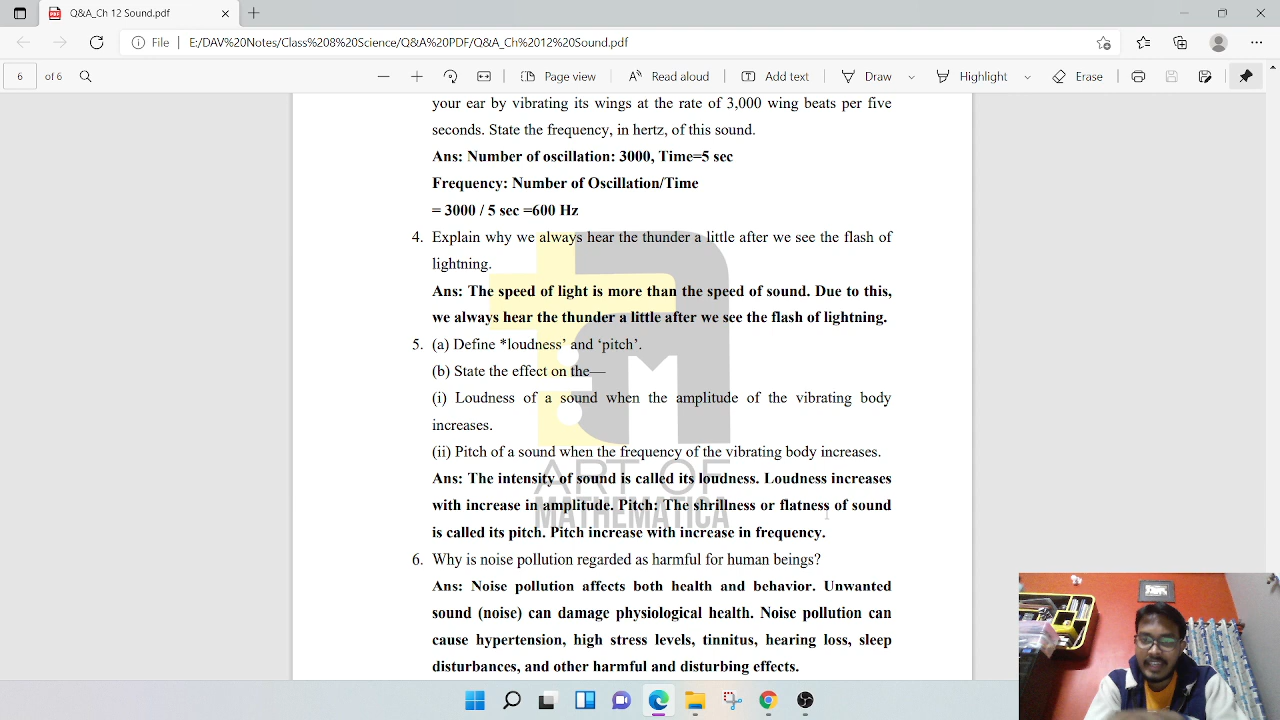 Q&A_Ch 12 Sound.pdf
File | E:/DAV%20Notes/Class%208%20Science/Q&A%20PDF/Q&A_Ch%2012%20Sound.pdf
6 of 6 Page view Read aloud Add text Draw Highlight Erase
your ear by vibrating its wings at the rate of 3,000 wing beats per five
seconds. State the frequency, in hertz, of this sound.
Ans: Number of oscillation: 3000, Time=5 sec
Frequency: Number of Oscillation/Time
= 3000 / 5 sec =600 Hz
4. Explain why we always hear the thunder a little after we see the flash of
lightning.
Ans: The speed of light is more than the speed of sound. Due to this,
we always hear the thunder a little after we see the flash of lightning.
5. (a) Define *loudness’ and ‘pitch’.
(b) State the effect on the—
(i) Loudness of a sound when the amplitude of the vibrating body
increases.
(ii) Pitch of a sound when the frequency of the vibrating body increases.
Ans: The intensity of sound is called its loudness. Loudness increases
with increase in amplitude. Pitch: The shrillness or flatness of sound
is called its pitch. Pitch increase with increase in frequency.
ART OF
MATHEMATICA
6. Why is noise pollution regarded as harmful for human beings?
Ans: Noise pollution affects both health and behavior. Unwanted
sound (noise) can damage physiological health. Noise pollution can
cause hypertension, high stress levels, tinnitus, hearing loss, sleep
disturbances, and other harmful and disturbing effects.